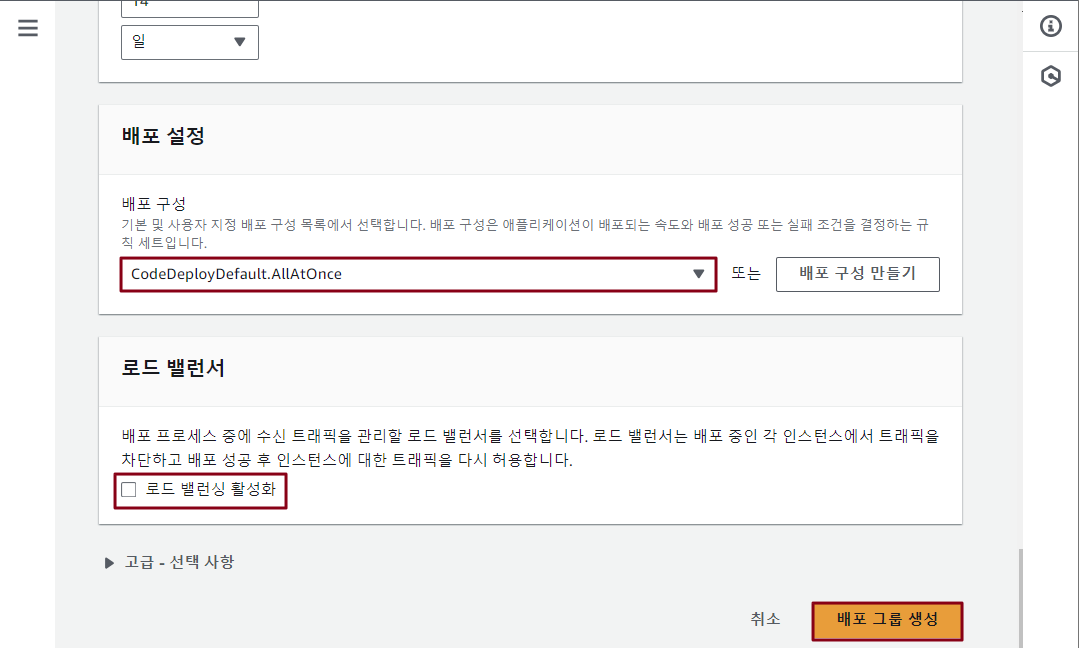 14
일
배포 설정
배포 구성
기본 및 사용자 지정 배포 구성 목록에서 선택합니다. 배포 구성은 애플리케이션이 배포되는 속도와 배포 성공 또는 실패 조건을 결정하는 규
칙 세트입니다.
CodeDeployDefault.AllAtOnce 또는 배포 구성 만들기
로드 밸런서
배포 프로세스 중에 수신 트래픽을 관리할 로드 밸런서를 선택합니다. 로드 밸런서는 배포 중인 각 인스턴스에서 트래픽을
차단하고 배포 성공 후 인스턴스에 대한 트래픽을 다시 허용합니다.
로드 밸런싱 활성화
고급 - 선택 사항
취소 배포 그룹 생성